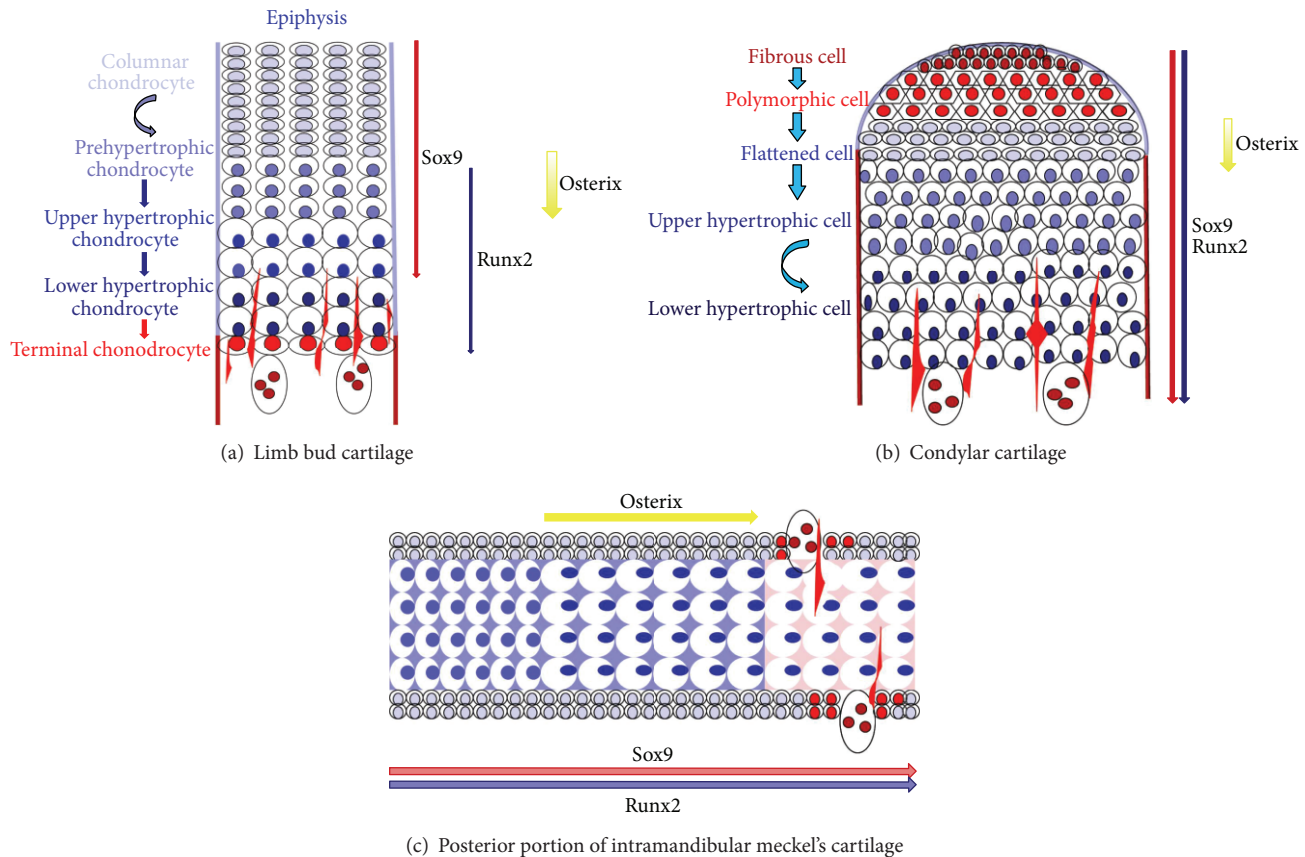 Epiphysis
Columnar
chondrocyte
Prehypertrophic
chondrocyte
Upper hypertrophic
chondrocyte
Lower hypertrophic
chondrocyte
Terminal chonodrocyte
Sox9
Runx2
Osterix
(a) Limb bud cartilage
Fibrous cell
Polymorphic cell
Flattened cell
Upper hypertrophic cell
Lower hypertrophic cell
Osterix
Sox9
Runx2
(b) Condylar cartilage
Osterix
Sox9
Runx2
(c) Posterior portion of intramandibular meckel's cartilage